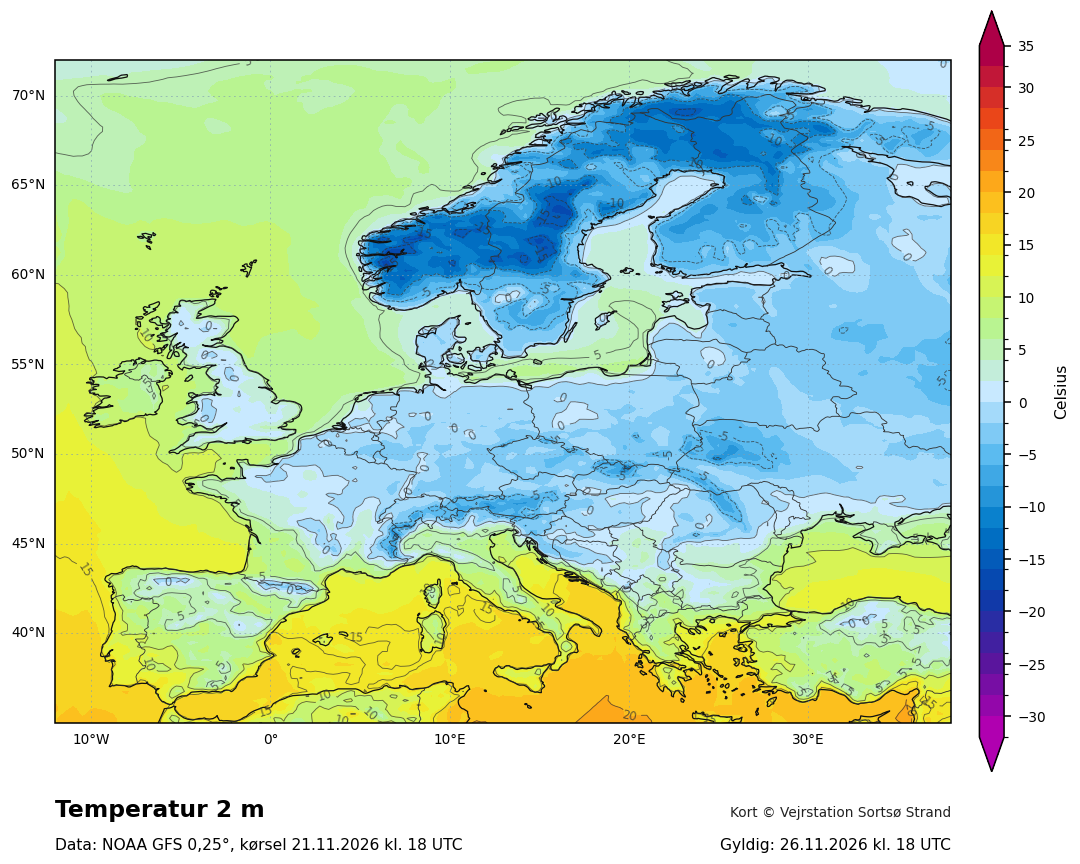 35
30
25
20
15
10
5
0
−5
−10
−15
−20
−25
−30
Celsius
70°N
65°N
60°N
55°N
50°N
45°N
40°N
10°W
0°
10°E
20°E
30°E
Temperatur 2 m
Kort © Vejrstation Sortsø Strand
Data: NOAA GFS 0,25°, kørsel 21.11.2026 kl. 18 UTC
Gyldig: 26.11.2026 kl. 18 UTC